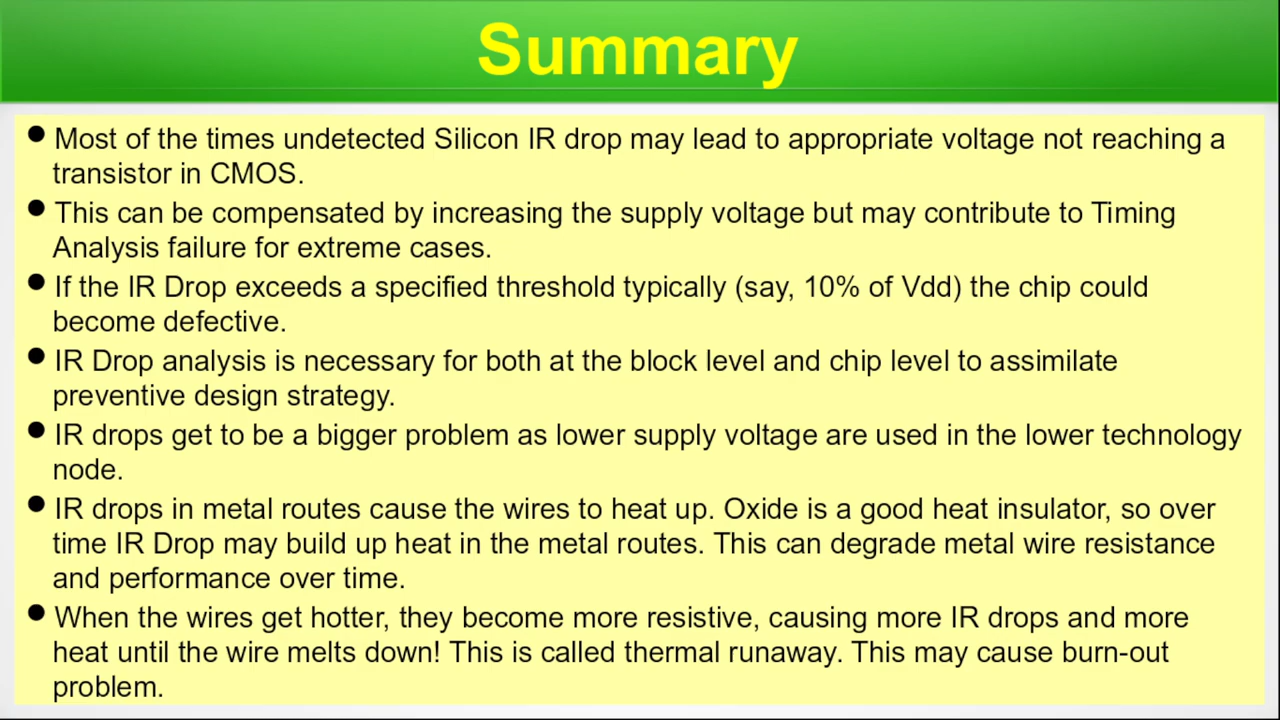 Summary
● Most of the times undetected Silicon IR drop may lead to appropriate voltage not reaching a
transistor in CMOS.
● This can be compensated by increasing the supply voltage but may contribute to Timing
Analysis failure for extreme cases.
● If the IR Drop exceeds a specified threshold typically (say, 10% of Vdd) the chip could
become defective.
● IR Drop analysis is necessary for both at the block level and chip level to assimilate
preventive design strategy.
● IR drops get to be a bigger problem as lower supply voltage are used in the lower technology
node.
● IR drops in metal routes cause the wires to heat up. Oxide is a good heat insulator, so over
time IR Drop may build up heat in the metal routes. This can degrade metal wire resistance
and performance over time.
● When the wires get hotter, they become more resistive, causing more IR drops and more
heat until the wire melts down! This is called thermal runaway. This may cause burn-out
problem.